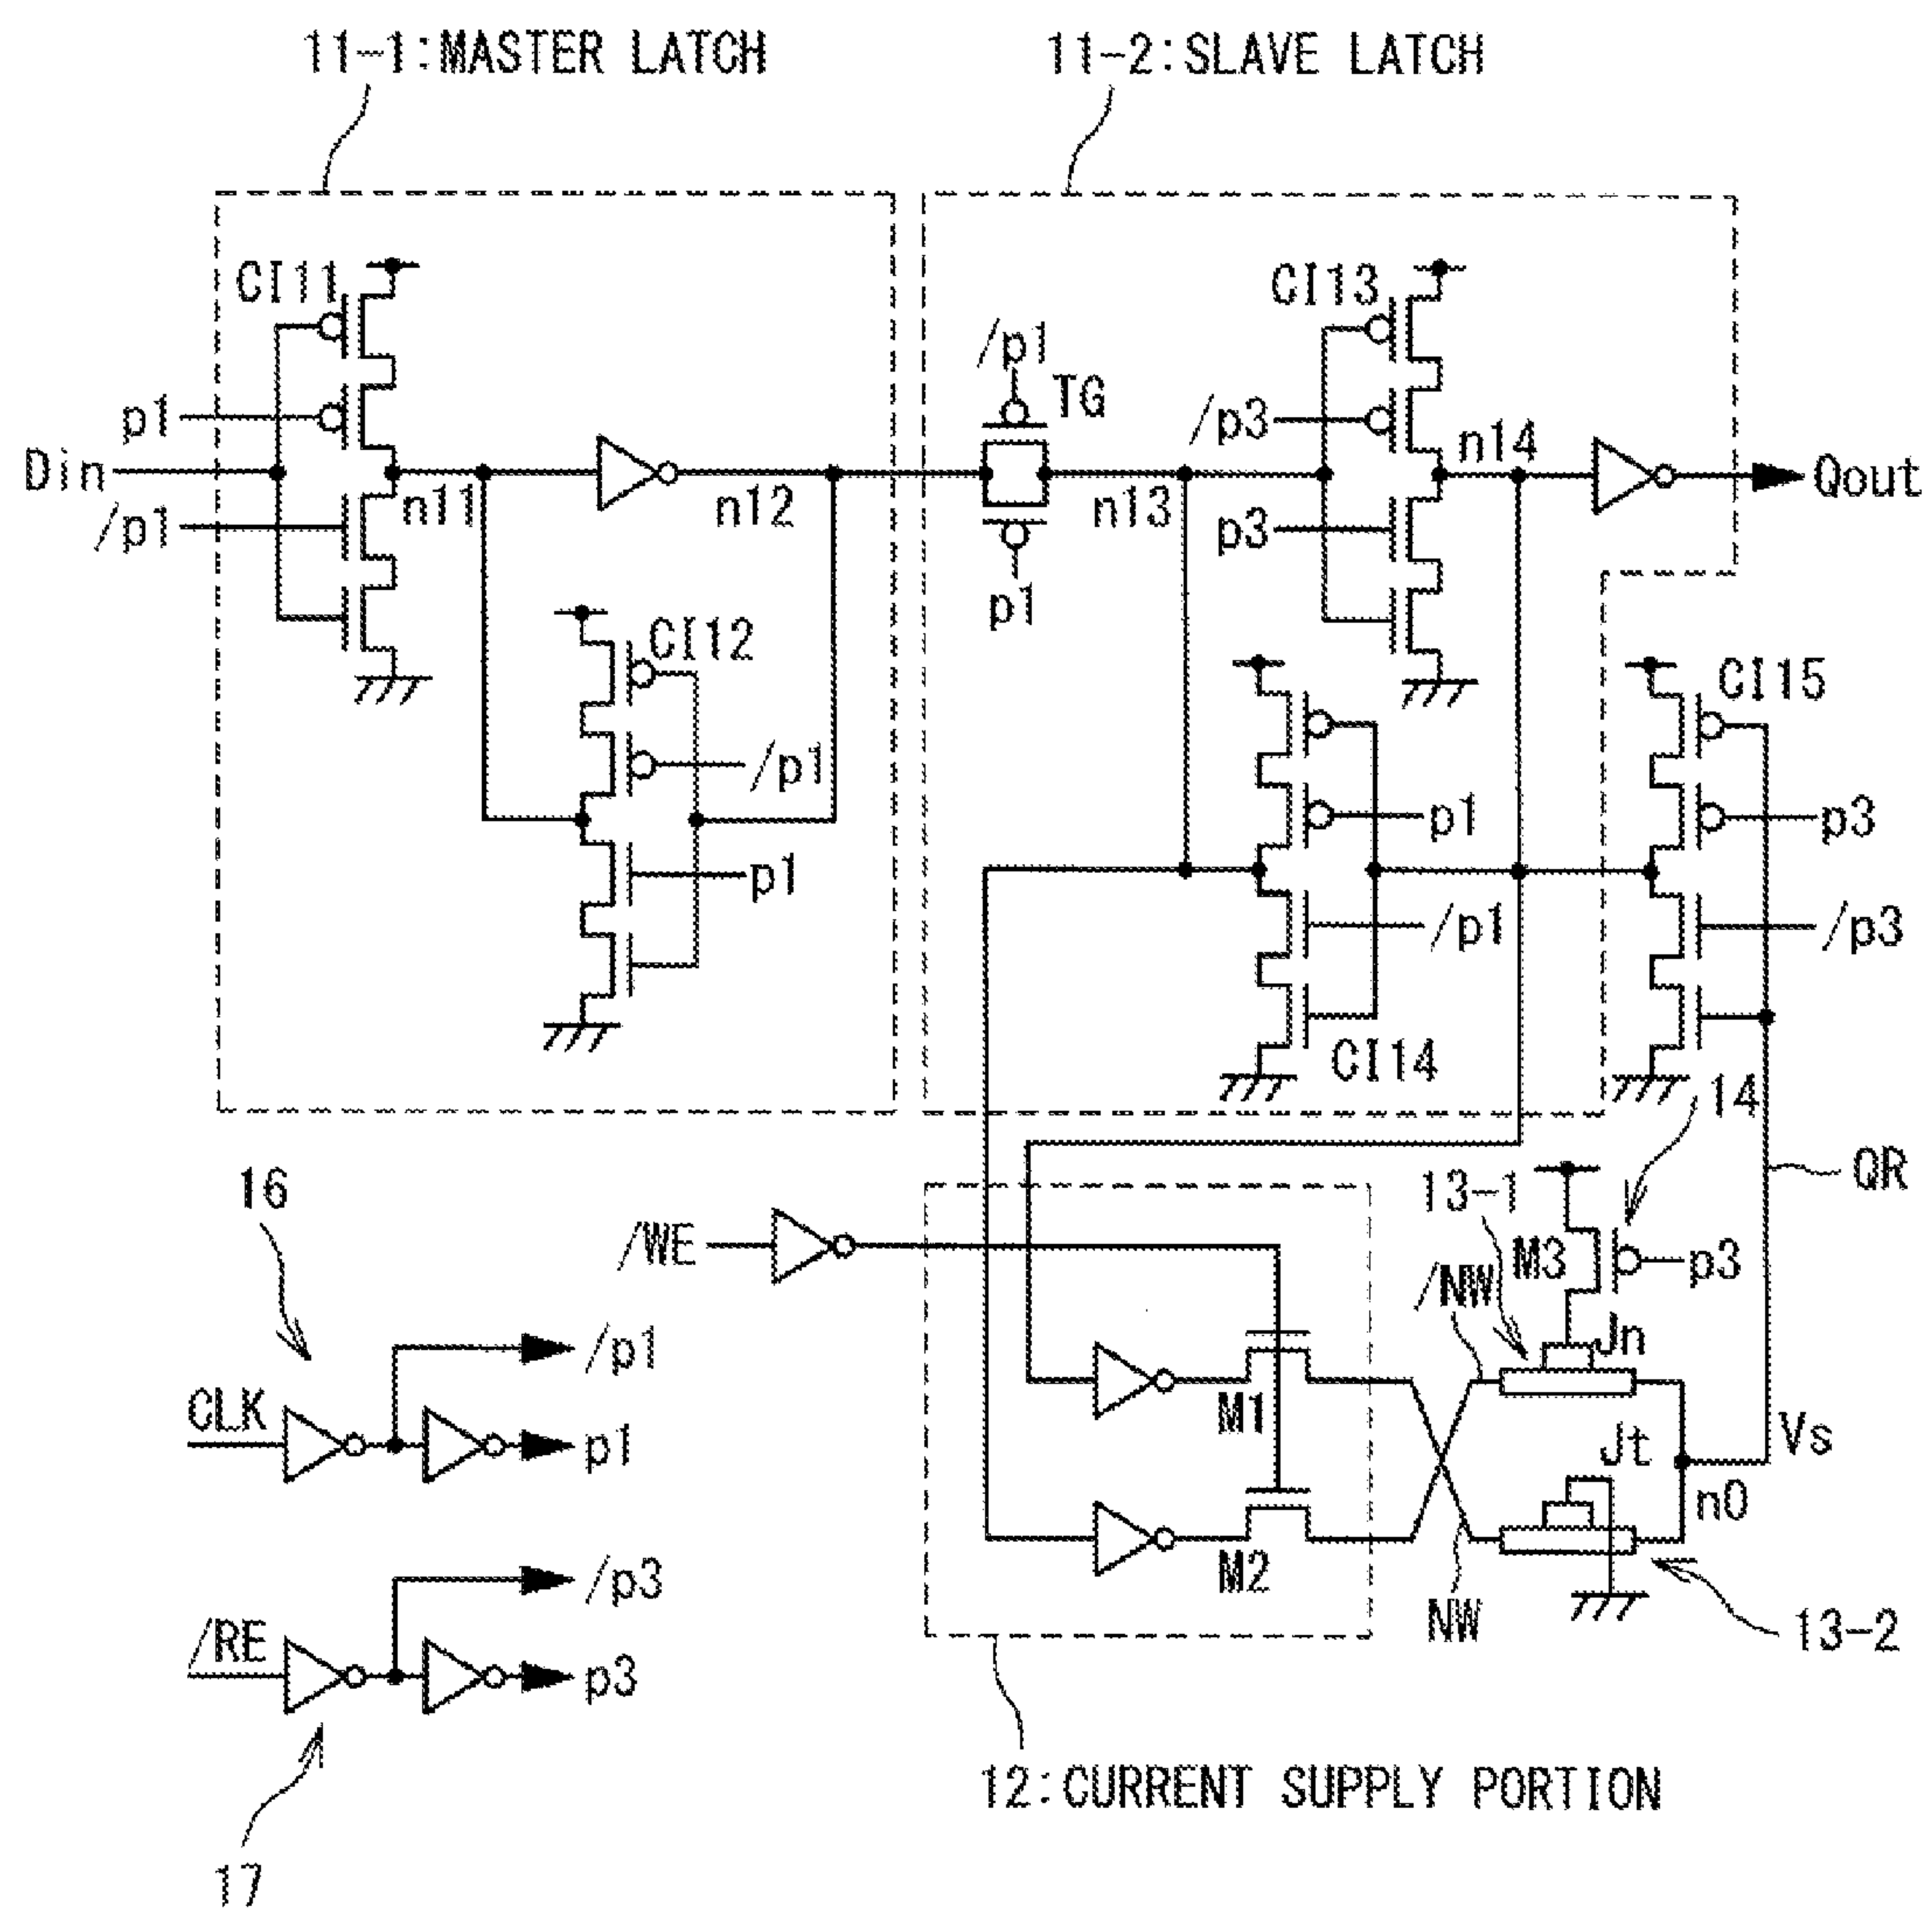 11-1:MASTER LATCH
11-2:SLAVE LATCH
CI11
p1
Din
/p1
n11
n12
CI12
/p1
p1
/p1
TG
p1
n13
CI13
/p3
p3
n14
Qout
p1
/p1
CI14
CI15
p3
/p3
14
QR
16
/WE
13-1
/NW
M3
p3
Jn
CLK
/p1
p1
M1
Jt
Vs
n0
/RE
/p3
p3
M2
NW
13-2
17
12:CURRENT SUPPLY PORTION